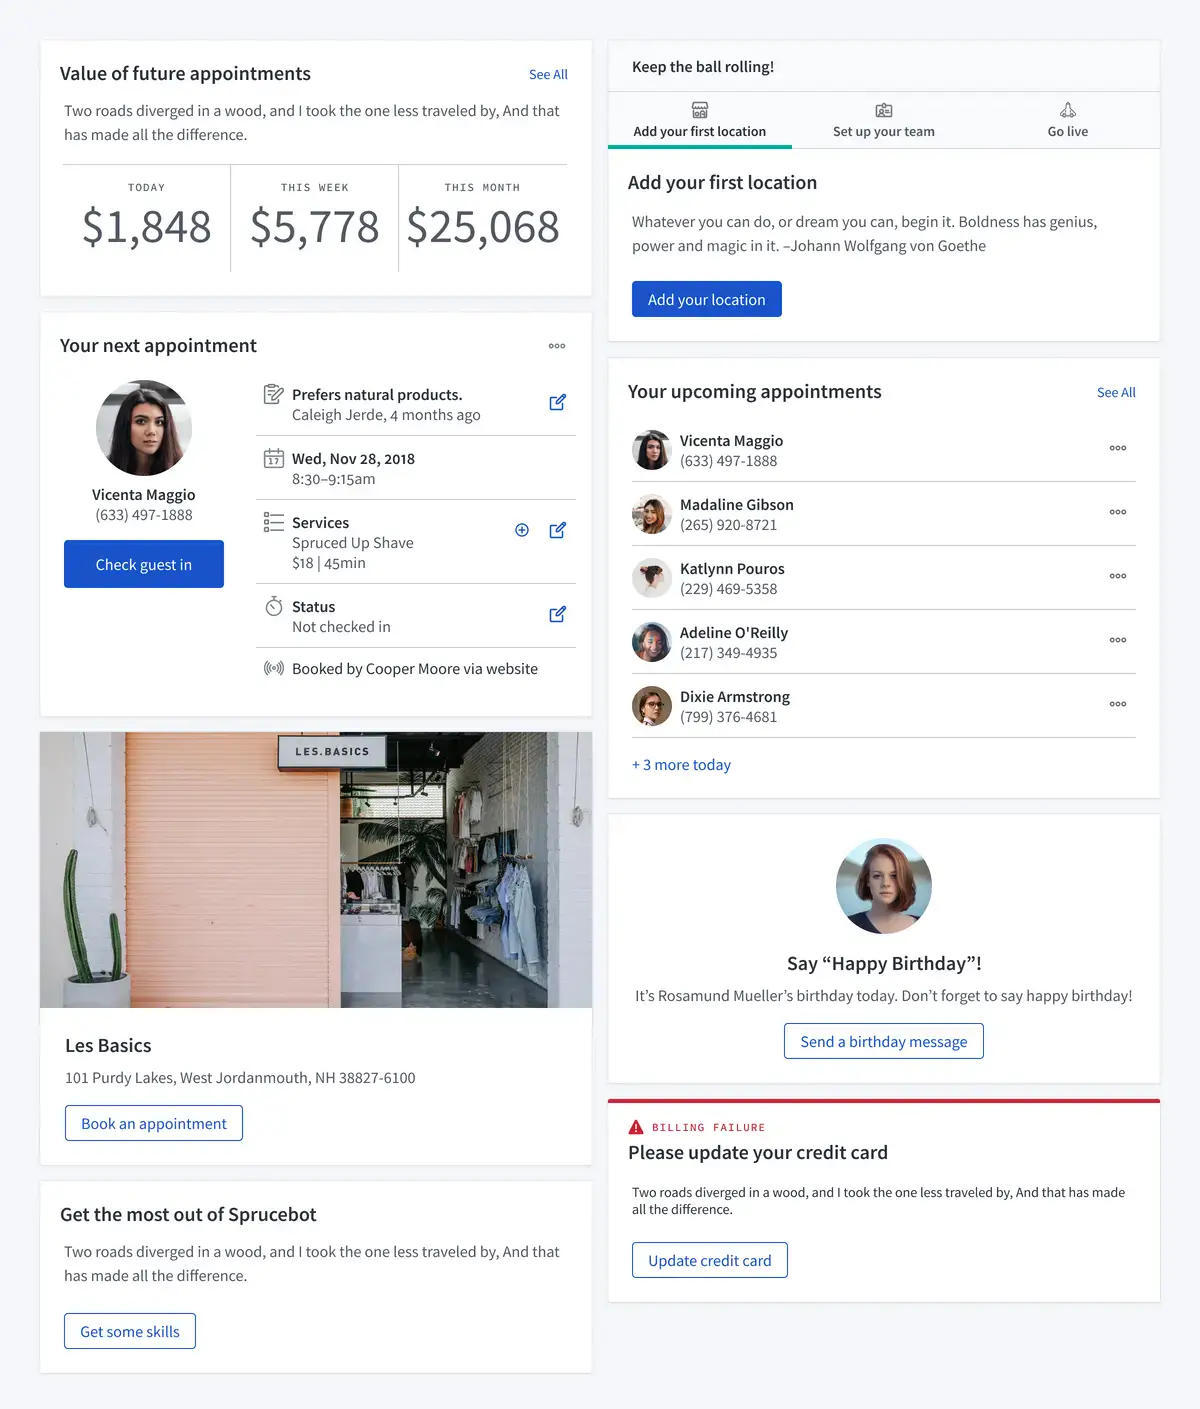 Value of future appointments
See All
Two roads diverged in a wood, and I took the one less traveled by, And that
has made all the difference.
TODAY
$1,848
THIS WEEK
$5,778
THIS MONTH
$25,068
Your next appointment
Vicenta Maggio
(633) 497-1888
Check guest in
Prefers natural products.
Caleigh Jerde, 4 months ago
17
Wed, Nov 28, 2018
8:30–9:15am
Services
Spruced Up Shave
$18 | 45min
Status
Not checked in
Booked by Cooper Moore via website
LES.BASICS
Les Basics
101 Purdy Lakes, West Jordanmouth, NH 38827-6100
Book an appointment
Get the most out of Sprucebot
Two roads diverged in a wood, and I took the one less traveled by, And that
has made all the difference.
Get some skills
Keep the ball rolling!
Add your first location
Set up your team
Go live
Add your first location
Whatever you can do, or dream you can, begin it. Boldness has genius,
power and magic in it. –Johann Wolfgang von Goethe
Add your location
Your upcoming appointments
See All
Vicenta Maggio
(633) 497-1888
Madaline Gibson
(265) 920-8721
Katlynn Pouros
(229) 469-5358
Adeline O'Reilly
(217) 349-4935
Dixie Armstrong
(799) 376-4681
+ 3 more today
Say “Happy Birthday”!
It’s Rosamund Mueller’s birthday today. Don’t forget to say happy birthday!
Send a birthday message
BILLING FAILURE
Please update your credit card
Two roads diverged in a wood, and I took the one less traveled by, And that has made
all the difference.
Update credit card